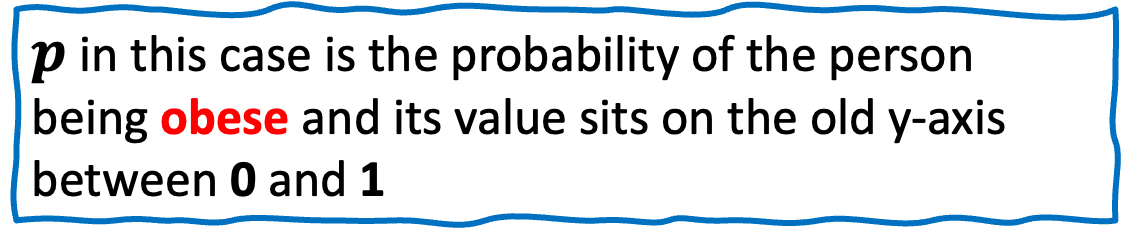 p in this case is the probability of the person
being obese and its value sits on the old y-axis
between 0 and 1